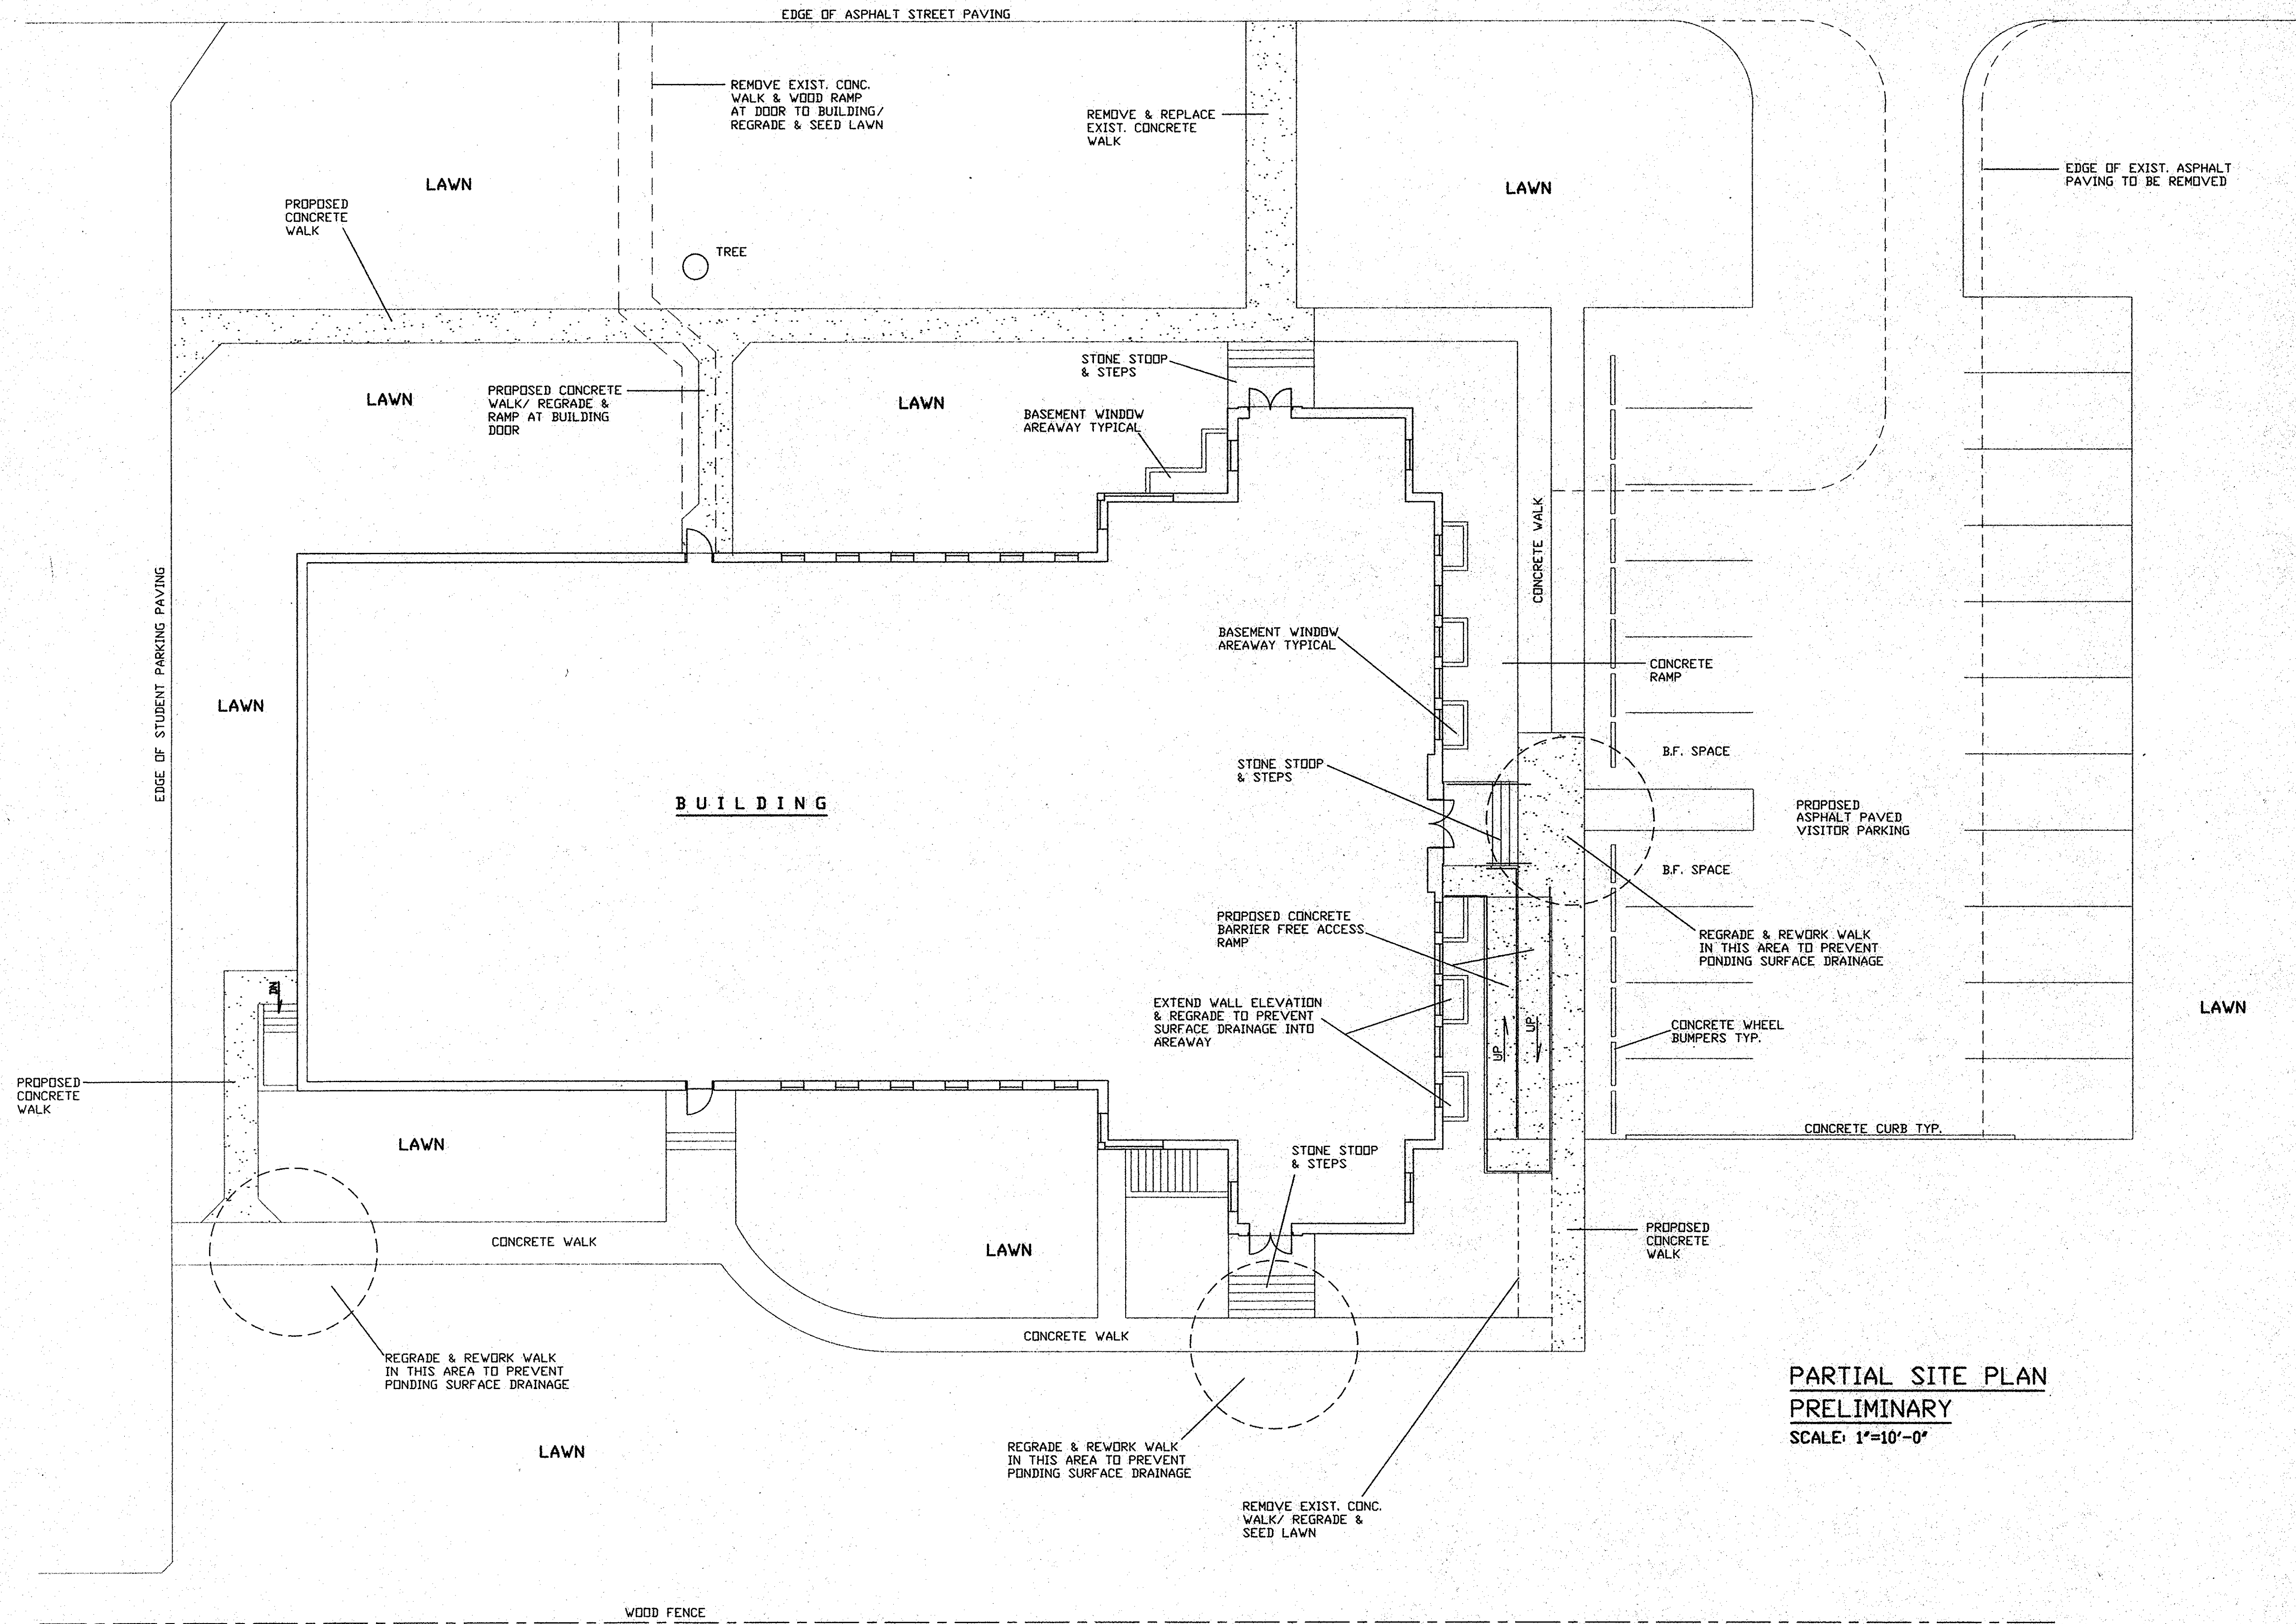 EDGE OF ASPHALT STREET PAVING
REMOVE EXIST. CONC.
WALK & WOOD RAMP
AT DOOR TO BUILDING/
REGRADE & SEED LAWN
REMOVE & REPLACE
EXIST. CONCRETE
WALK
EDGE OF EXIST. ASPHALT
PAVING TO BE REMOVED
LAWN
LAWN
PROPOSED
CONCRETE
WALK
TREE
STONE STOOP
& STEPS
LAWN
PROPOSED CONCRETE
WALK/ REGRADE &
RAMP AT BUILDING
DOOR
LAWN
BASEMENT WINDOW
AREAWAY TYPICAL
CONCRETE WALK
EDGE OF STUDENT PARKING PAVING
BASEMENT WINDOW
AREAWAY TYPICAL
CONCRETE
RAMP
LAWN
B.F. SPACE
STONE STOOP
& STEPS
BUILDING
PROPOSED
ASPHALT PAVED
VISITOR PARKING
B.F. SPACE
PROPOSED CONCRETE
BARRIER FREE ACCESS
RAMP
REGRADE & REWORK WALK
IN THIS AREA TO PREVENT
PONDING SURFACE DRAINAGE
DN
EXTEND WALL ELEVATION
& REGRADE TO PREVENT
SURFACE DRAINAGE INTO
AREAWAY
LAWN
UP
UP
CONCRETE WHEEL
BUMPERS TYP.
PROPOSED
CONCRETE
WALK
CONCRETE CURB TYP.
LAWN
STONE STOOP
& STEPS
PROPOSED
CONCRETE
WALK
CONCRETE WALK
LAWN
CONCRETE WALK
REGRADE & REWORK WALK
IN THIS AREA TO PREVENT
PONDING SURFACE DRAINAGE
PARTIAL SITE PLAN
PRELIMINARY
SCALE: 1"=10'-0"
LAWN
REGRADE & REWORK WALK
IN THIS AREA TO PREVENT
PONDING SURFACE DRAINAGE
REMOVE EXIST. CONC.
WALK/ REGRADE &
SEED LAWN
WOOD FENCE